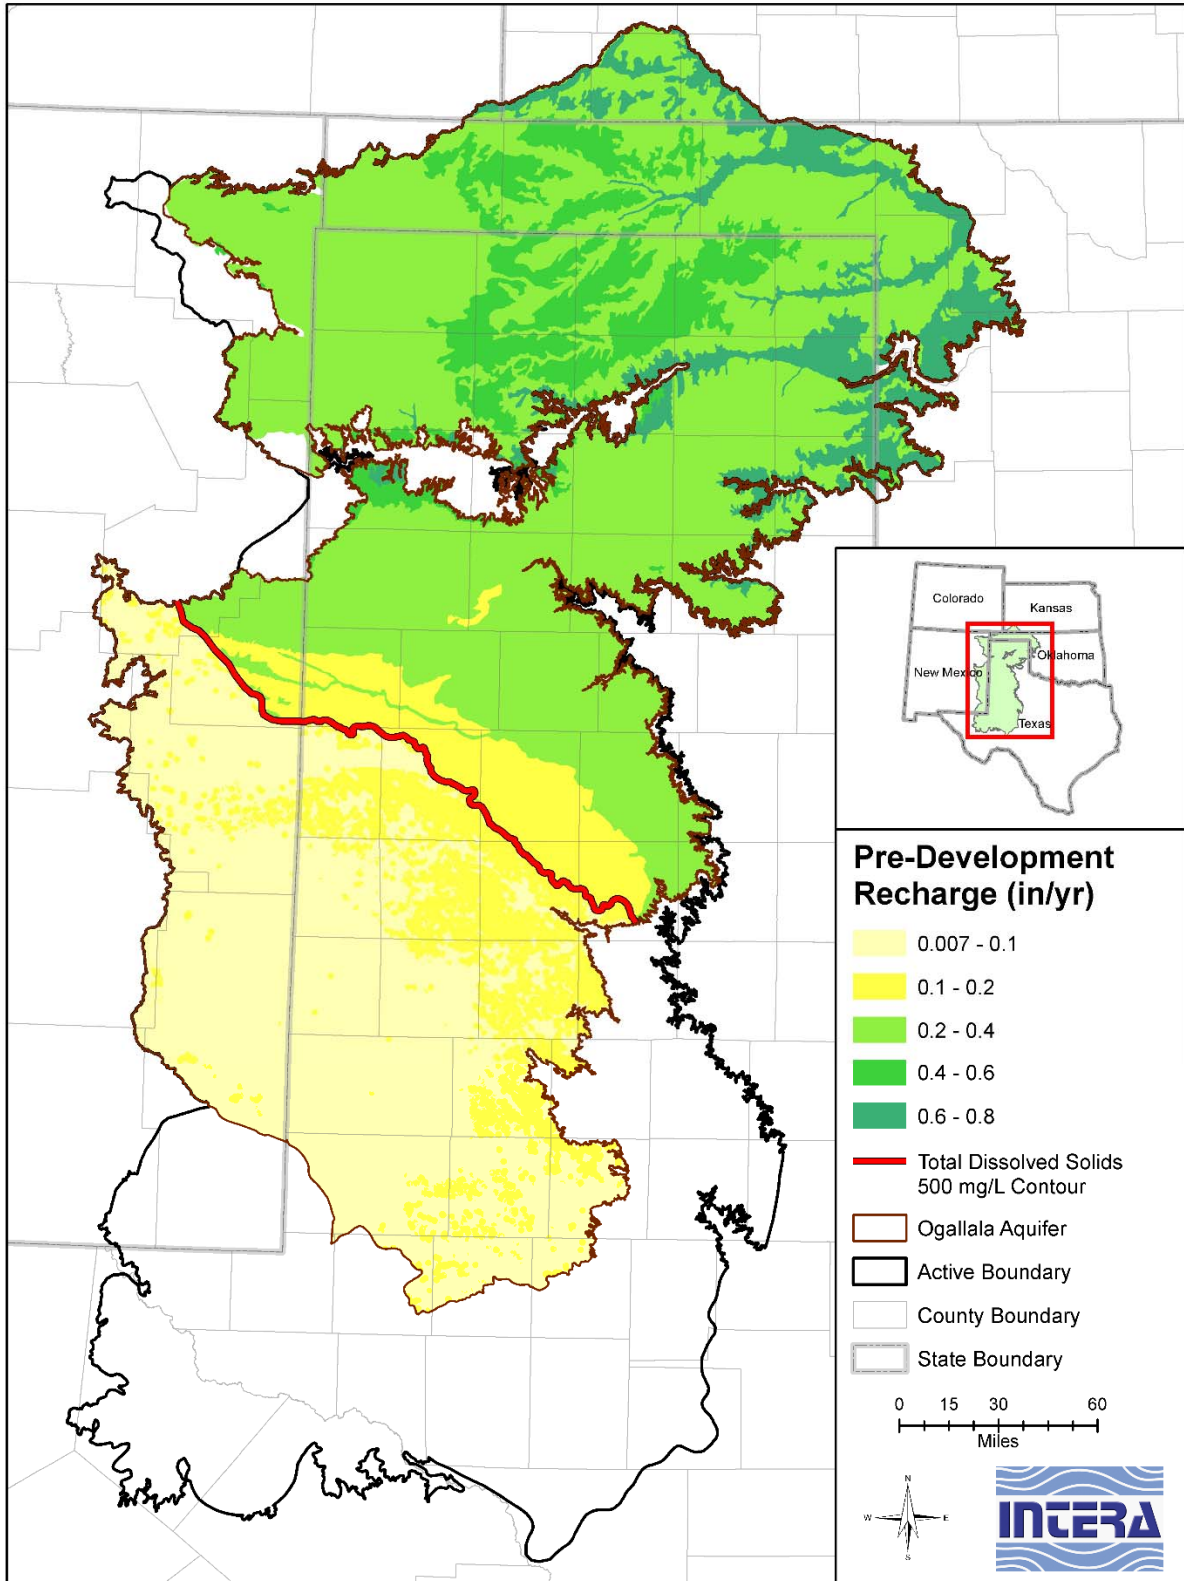 Colorado
Kansas
New Mexico
Oklahoma
Texas
Pre-Development
Recharge (in/yr)
0.007 - 0.1
0.1 - 0.2
0.2 - 0.4
0.4 - 0.6
0.6 - 0.8
Total Dissolved Solids
500 mg/L Contour
Ogallala Aquifer
Active Boundary
County Boundary
State Boundary
0 15 30 60
Miles
N
W E
S
INTERA